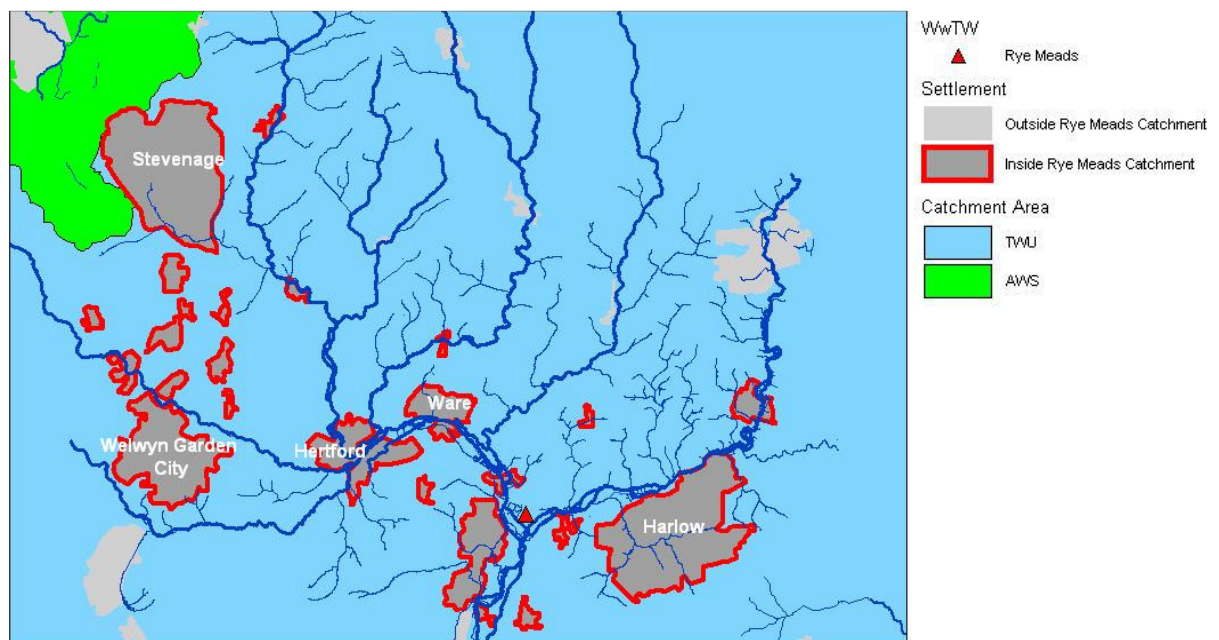 Stevenage
Ware
Welwyn Garden
City
Hertford
Harlow
WwTW
Rye Meads
Settlement
Outside Rye Meads Catchment
Inside Rye Meads Catchment
Catchment Area
TWU
AWS